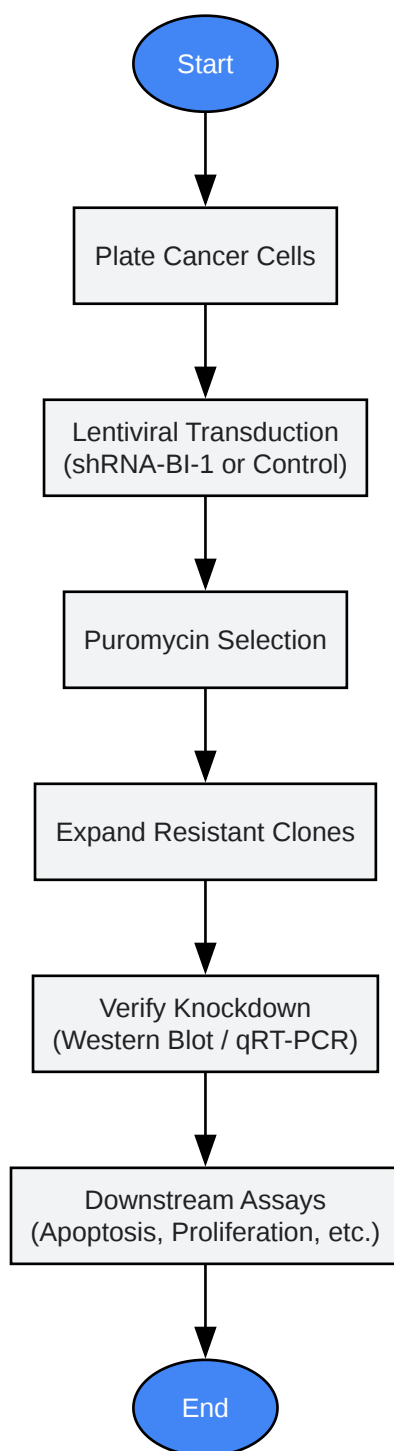 Start
Plate Cancer Cells
Lentiviral Transduction
(shRNA-BI-1 or Control)
Puromycin Selection
Expand Resistant Clones
Verify Knockdown
(Western Blot / qRT-PCR)
Downstream Assays
(Apoptosis, Proliferation, etc.)
End